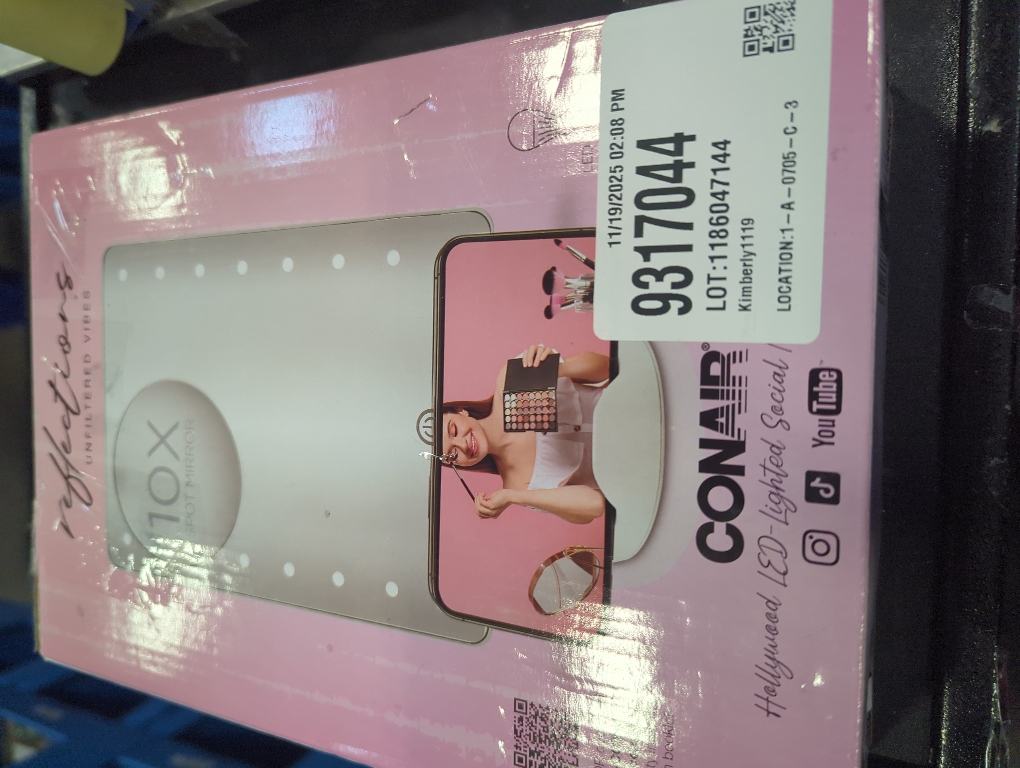 reflections
UNFILTERED VIBES
10X
SPOT MIRROR
LED
11/19/2025 02:08 PM
9317044
LOT:1186047144
Kimberly1119
LOCATION:1-A-0705-C-3
CONAIR®
Hollywood LED-Lighted Social
YouTube